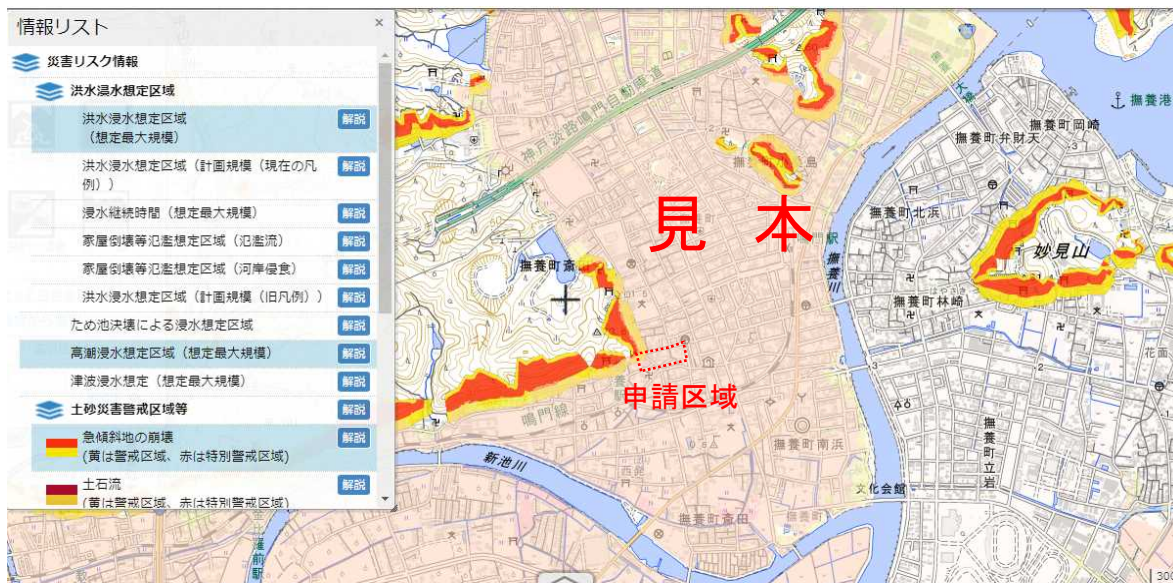 情報リスト
×
災害リスク情報
洪水浸水想定区域
洪水浸水想定区域
（想定最大規模）
解説
洪水浸水想定区域（計画規模（現在の凡
例））
解説
浸水継続時間（想定最大規模）
解説
家屋倒壊等氾濫想定区域（氾濫流）
解説
家屋倒壊等氾濫想定区域（河岸侵食）
解説
洪水浸水想定区域（計画規模（旧凡例））
解説
ため池決壊による浸水想定区域
解説
高潮浸水想定区域（想定最大規模）
解説
津波浸水想定（想定最大規模）
解説
土砂災害警戒区域等
解説
急傾斜地の崩壊
(黄は警戒区域、赤は特別警戒区域)
解説
土石流
(黄は警戒区域、赤は特別警戒区域)
解説
見本
申請区域
神戸淡路鳴門自動車道
大橋
撫養港
撫養町岡崎
撫養町弁財天
撫養町北浜
妙見山
撫養町林崎
はやさき
撫養川
鳴門線
撫養町南浜
撫養町立岩
新池川
文化会館
撫養町斎田
撫養町
花面